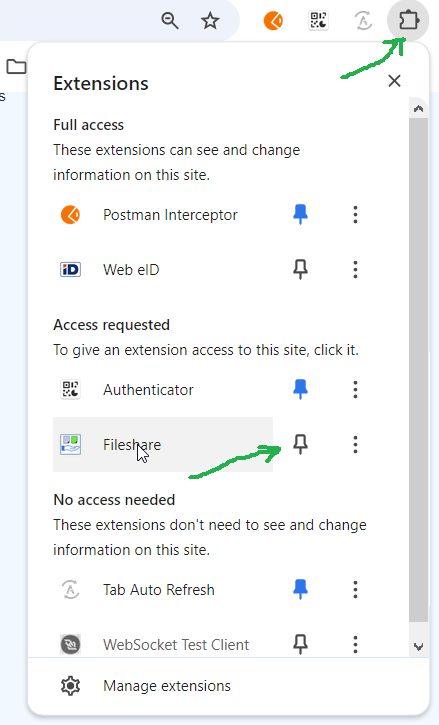 s
Extensions
Full access
These extensions can see and change
information on this site.
Postman Interceptor
Web eID
Access requested
To give an extension access to this site, click it.
Authenticator
Fileshare
No access needed
These extensions don't need to see and change
information on this site.
Tab Auto Refresh
WebSocket Test Client
Manage extensions